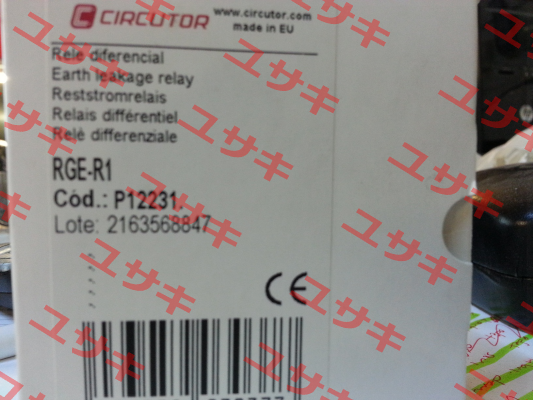 CIRCUTOR
www.circutor.com
made in EU
Relé diferencial
Earth leakage relay
Reststromrelais
Relais différentiel
Relé differenziale
RGE-R1
Cód.: P12231
Lote: 2163568847
CE
ユサキ
ユサキ
ユサキ
ユサキ
ユサキ
ユサキ
ユサキ
ユサキ
ユサキ
ユサキ
ユサキ
ユサキ